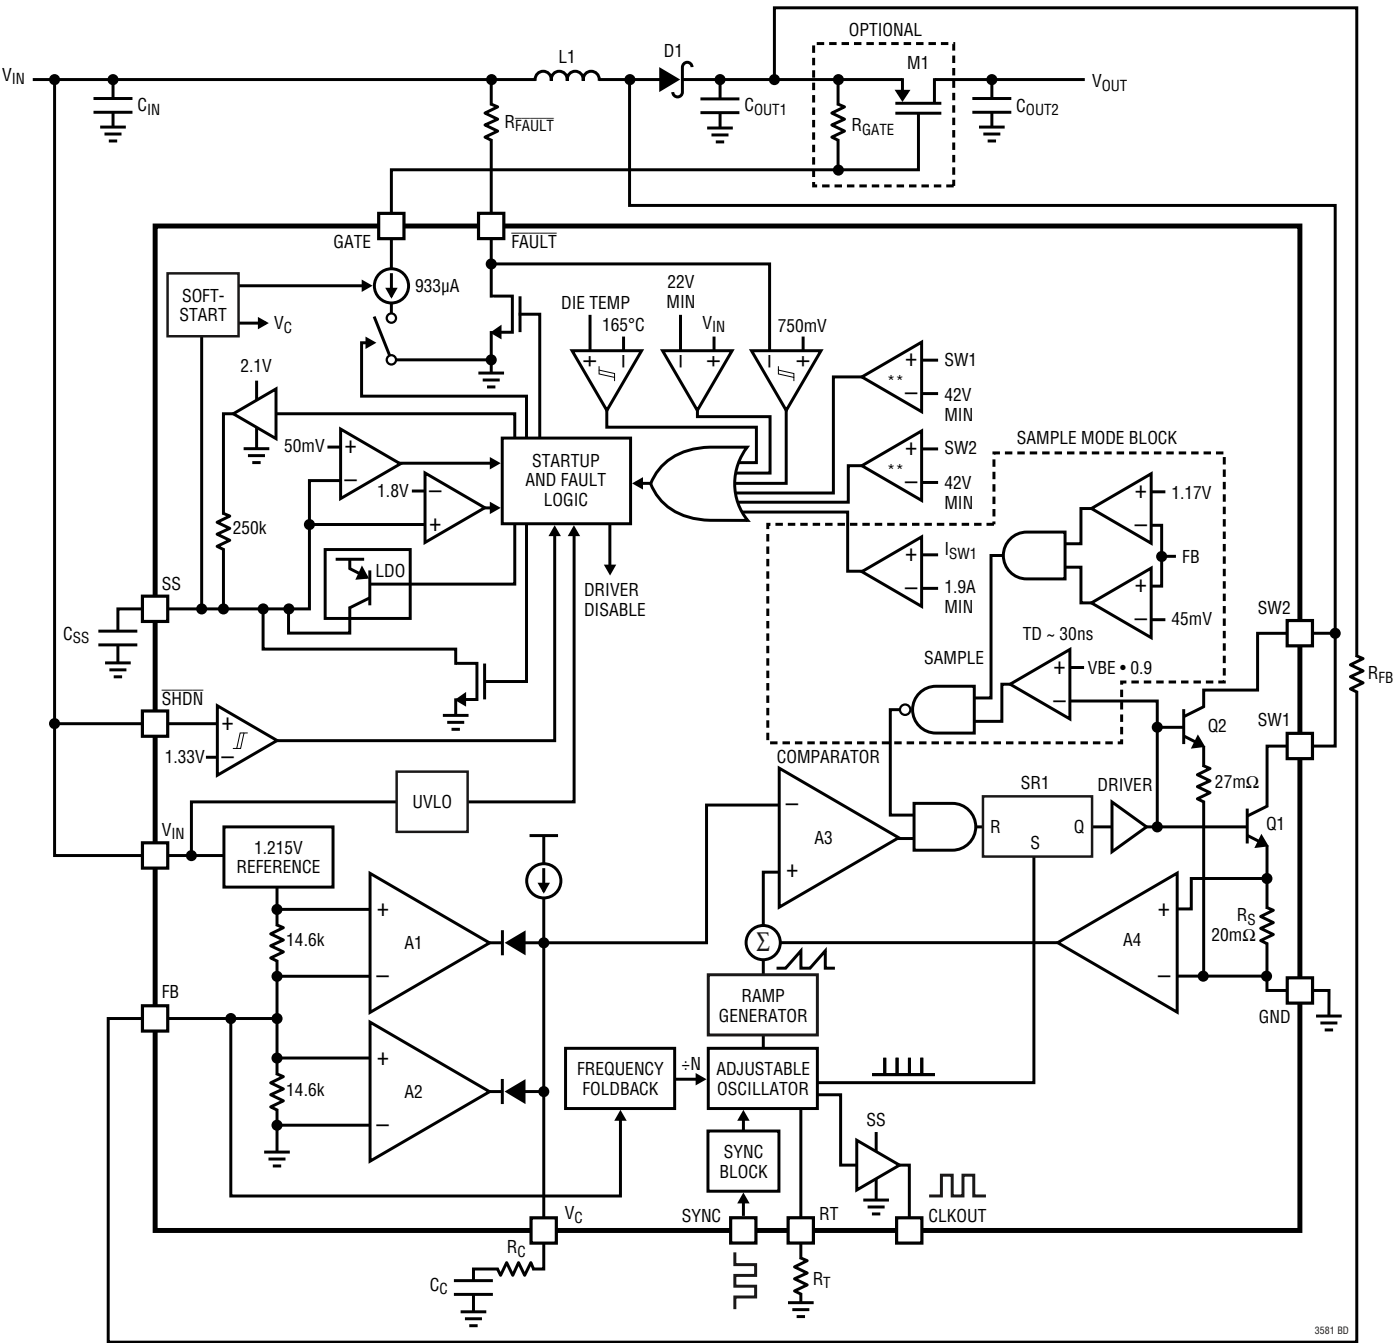 OPTIONAL
L1
D1
M1
VIN
VOUT
CIN
RFAULT
COUT1
RGATE
COUT2
GATE
FAULT
SOFT-
START
933µA
VC
DIE TEMP
165°C
22V
MIN
VIN
750mV
+
–
–
+
–
+
SW1
+
**
–
42V
MIN
2.1V
50mV
+
–
1.8V
–
+
STARTUP
AND FAULT
LOGIC
SW2
+
**
–
42V
MIN
SAMPLE MODE BLOCK
1.17V
+
–
FB
+
–
45mV
250k
LDO
DRIVER
DISABLE
ISW1
+
–
1.9A
MIN
SS
CSS
SW2
TD ~ 30ns
SAMPLE
+
VBE • 0.9
–
RFB
SHDN
+
1.33V
–
Q2
SW1
COMPARATOR
27mΩ
UVLO
SR1
DRIVER
–
A3
+
R
Q
S
Q1
VIN
1.215V
REFERENCE
+
14.6k
A1
–
Σ
A4
+
–
RS
20mΩ
FB
RAMP
GENERATOR
GND
+
14.6k
A2
–
FREQUENCY
FOLDBACK
÷N
ADJUSTABLE
OSCILLATOR
SS
SYNC
BLOCK
VC
SYNC
RT
CLKOUT
RC
CC
RT
3581 BD